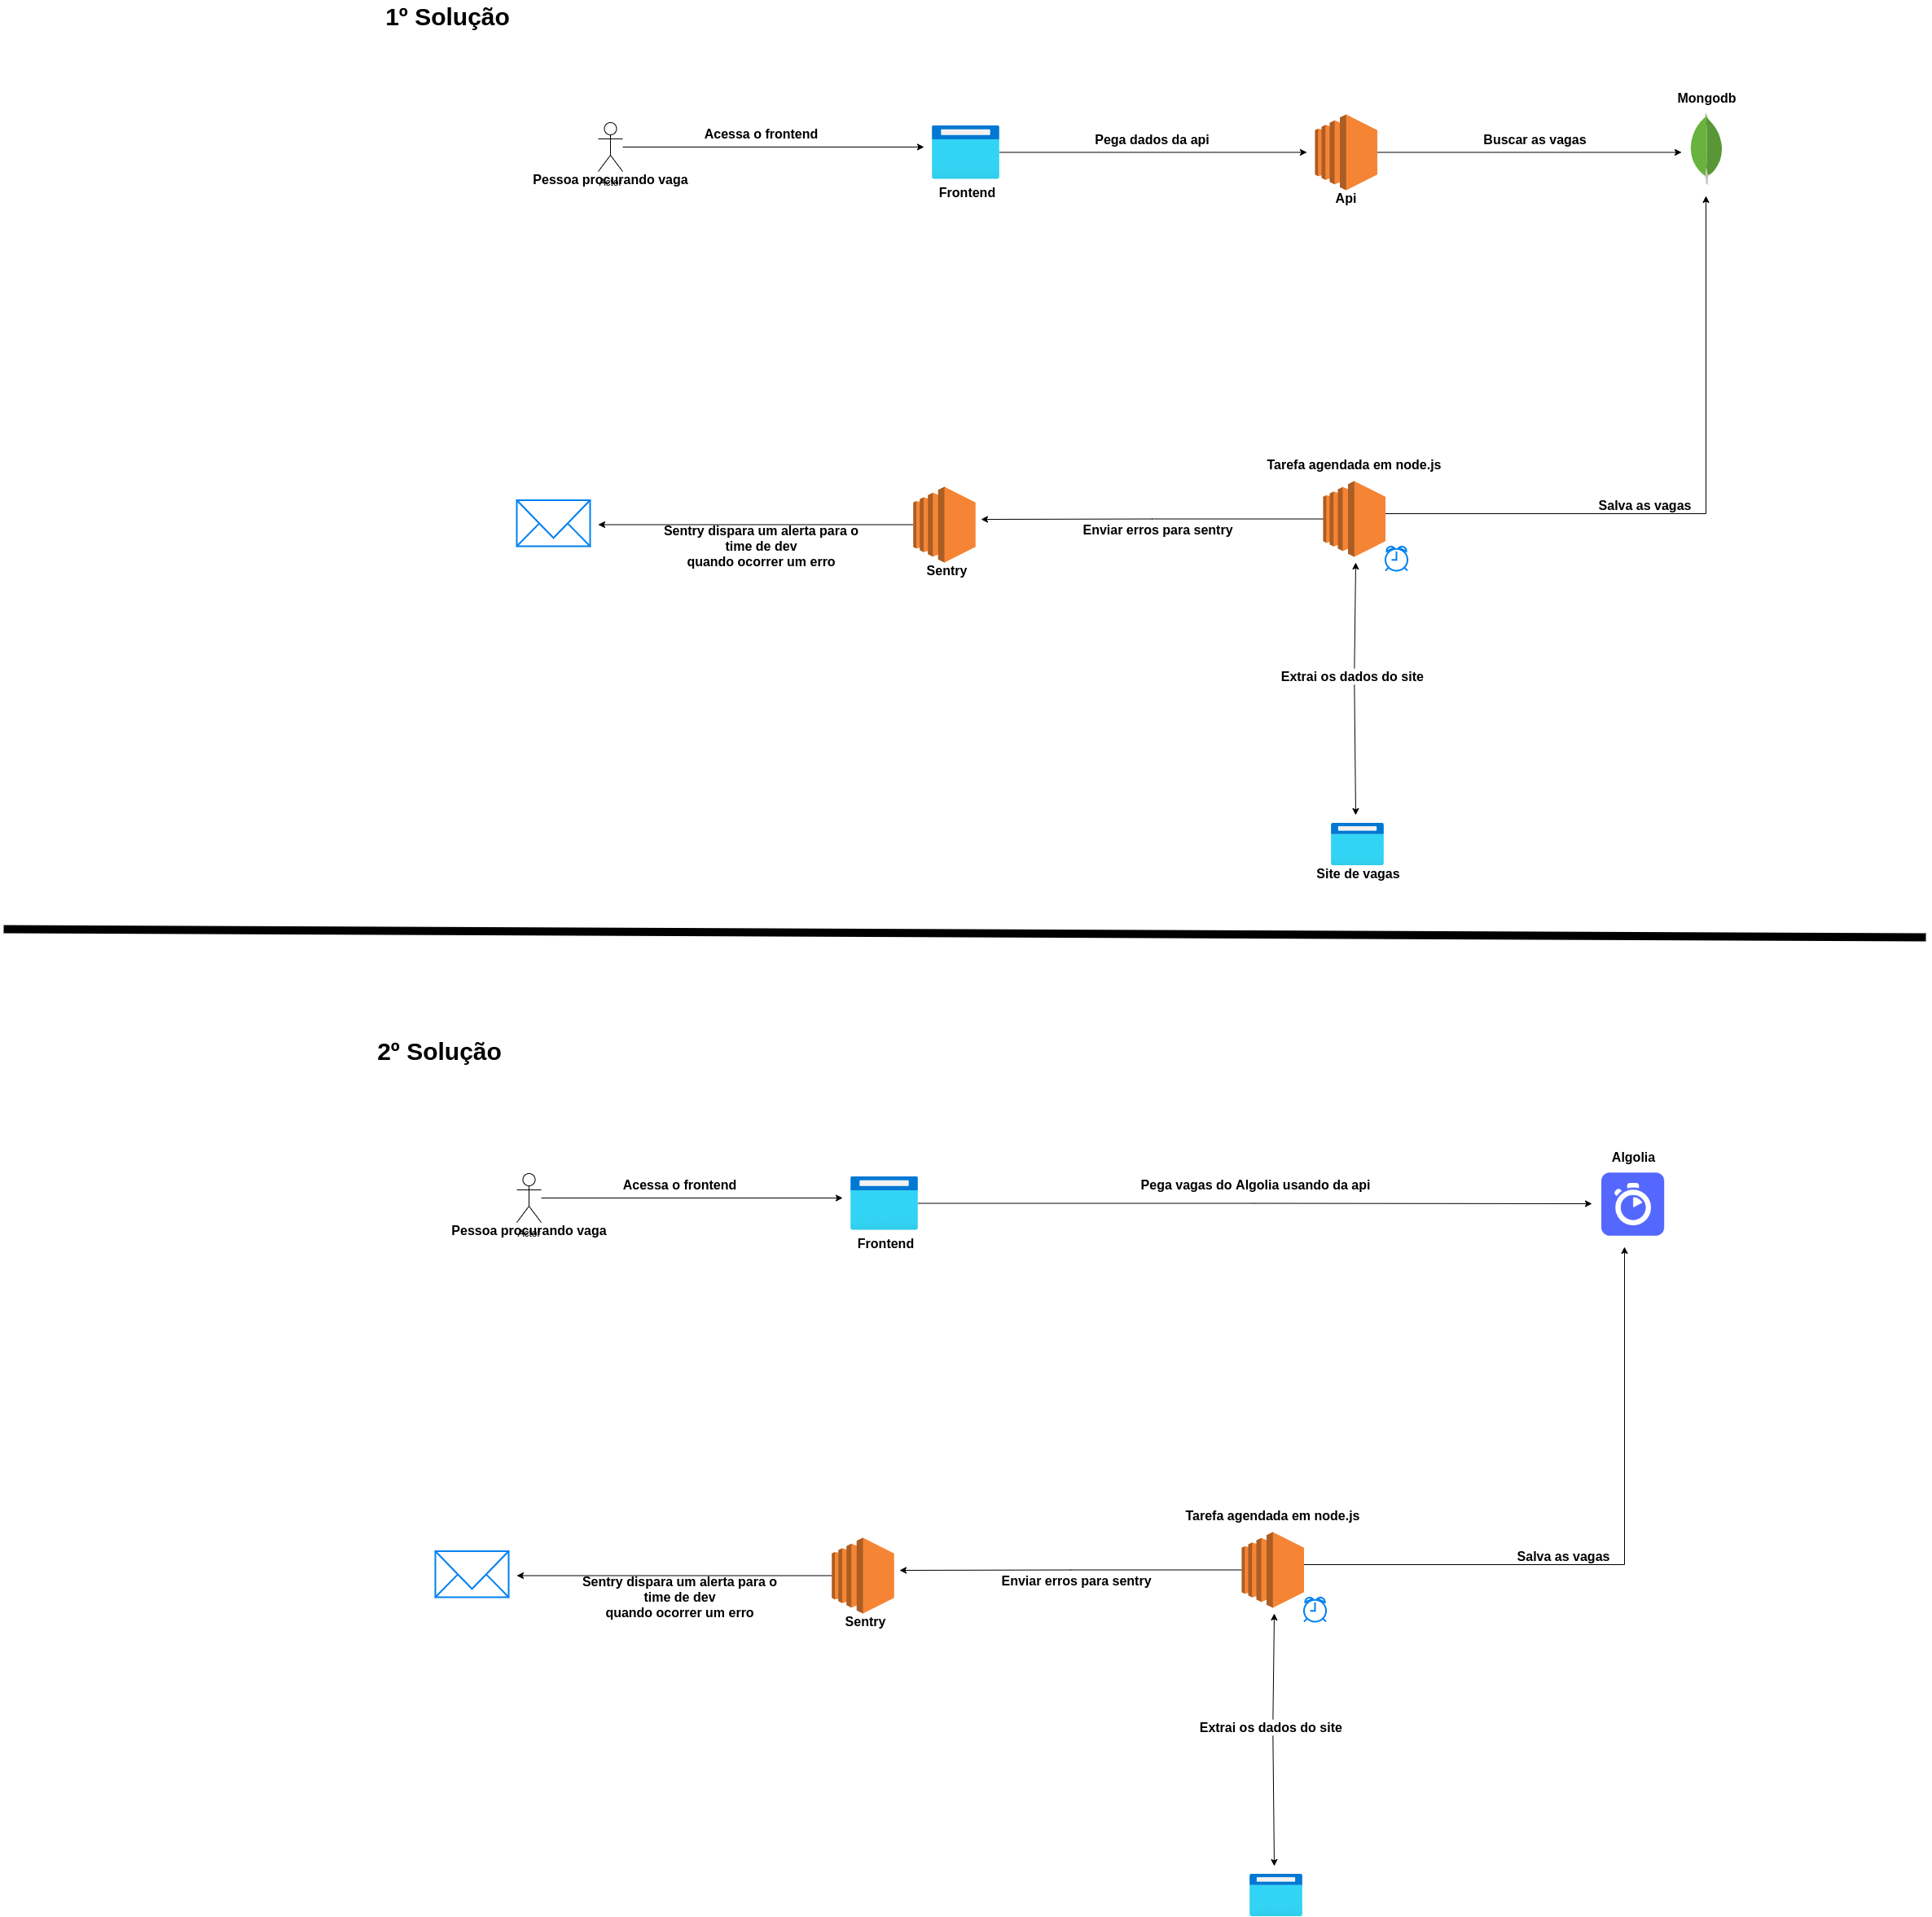 1º Solução
Mongodb
Acessa o frontend
Pega dados da api
Buscar as vagas
Pessoa procurando vaga
Actor
Frontend
Api
Tarefa agendada em node.js
Salva as vagas
Enviar erros para sentry
Sentry dispara um alerta para o
time de dev
quando ocorrer um erro
Sentry
Extrai os dados do site
Site de vagas
2º Solução
Algolia
Acessa o frontend
Pega vagas do Algolia usando da api
Pessoa procurando vaga
Actor
Frontend
Tarefa agendada em node.js
Salva as vagas
Enviar erros para sentry
Sentry dispara um alerta para o
time de dev
quando ocorrer um erro
Sentry
Extrai os dados do site